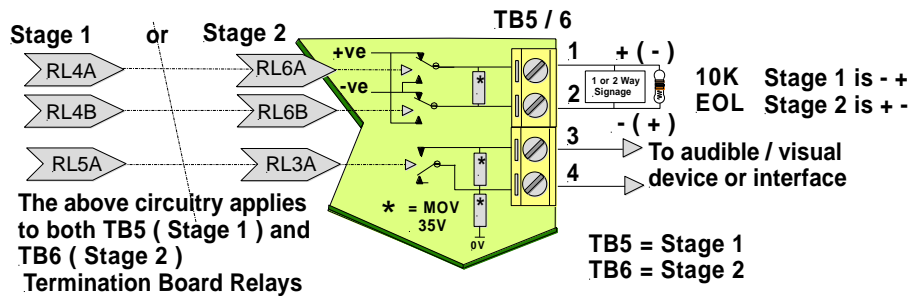 TB5 / 6
Stage 1 or Stage 2
+ve
1
+ ( - )
RL4A
RL6A
-ve
*
1 or 2 Way
Signage
10K
EOL
Stage 1 is - +
Stage 2 is + -
RL4B
RL6B
2
- ( + )
3
RL5A
RL3A
*
To audible / visual
device or interface
4
*
The above circuitry applies
to both TB5 ( Stage 1 ) and
TB6 ( Stage 2 )
Termination Board Relays
* = MOV
35V
0V
TB5 = Stage 1
TB6 = Stage 2